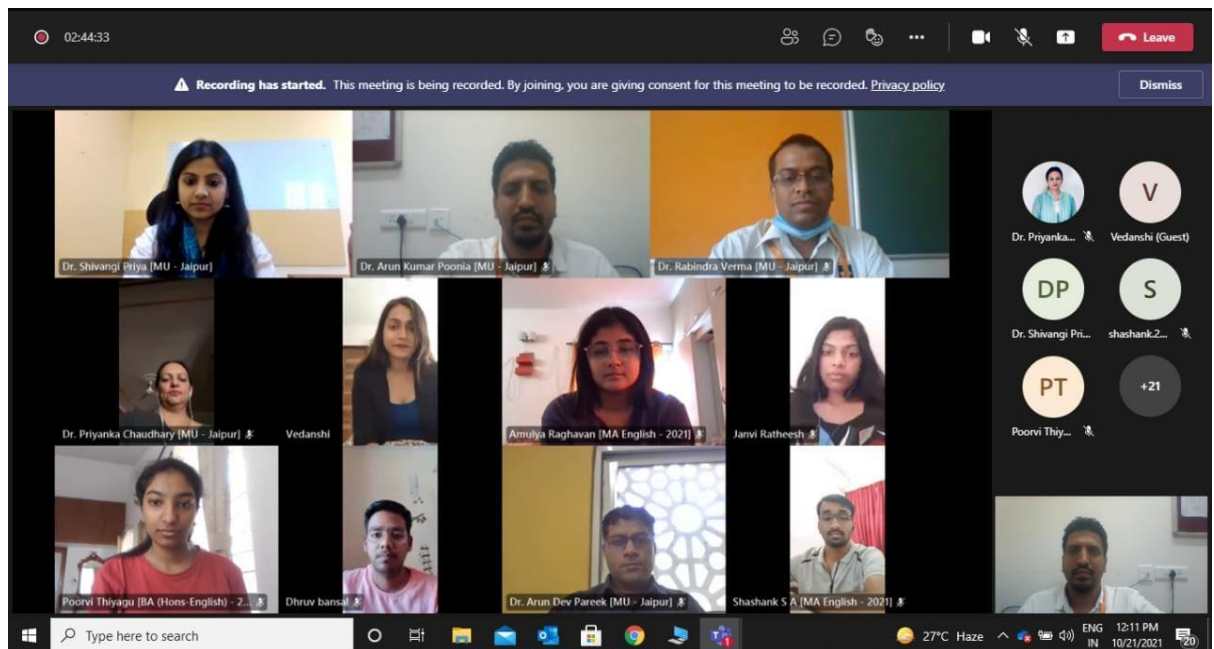 02:44:33
Leave
Recording has started. This meeting is being recorded. By joining, you are giving consent for this meeting to be recorded. Privacy policy
Dismiss
Dr. Shivangi Priya [MU - Jaipur]
Dr. Arun Kumar Poonia [MU - Jaipur]
Dr. Rabindra Verma [MU - Jaipur]
Dr. Priyanka Chaudhary [MU - Jaipur]
Vedanshi
Amulya Raghavan [MA English - 2021]
Janvi Ratheesh
Poorvi Thiyagu [BA (Hons-English) - 2...
Dhruv bansal
Dr. Arun Dev Pareek [MU - Jaipur]
Shashank S A [MA English - 2021]
Dr. Priyanka...
V
Vedanshi (Guest)
DP
Dr. Shivangi Pri...
S
shashank.2...
PT
Poorvi Thiy...
+21
Type here to search
27°C Haze
ENG
IN
12:11 PM
10/21/2021
20